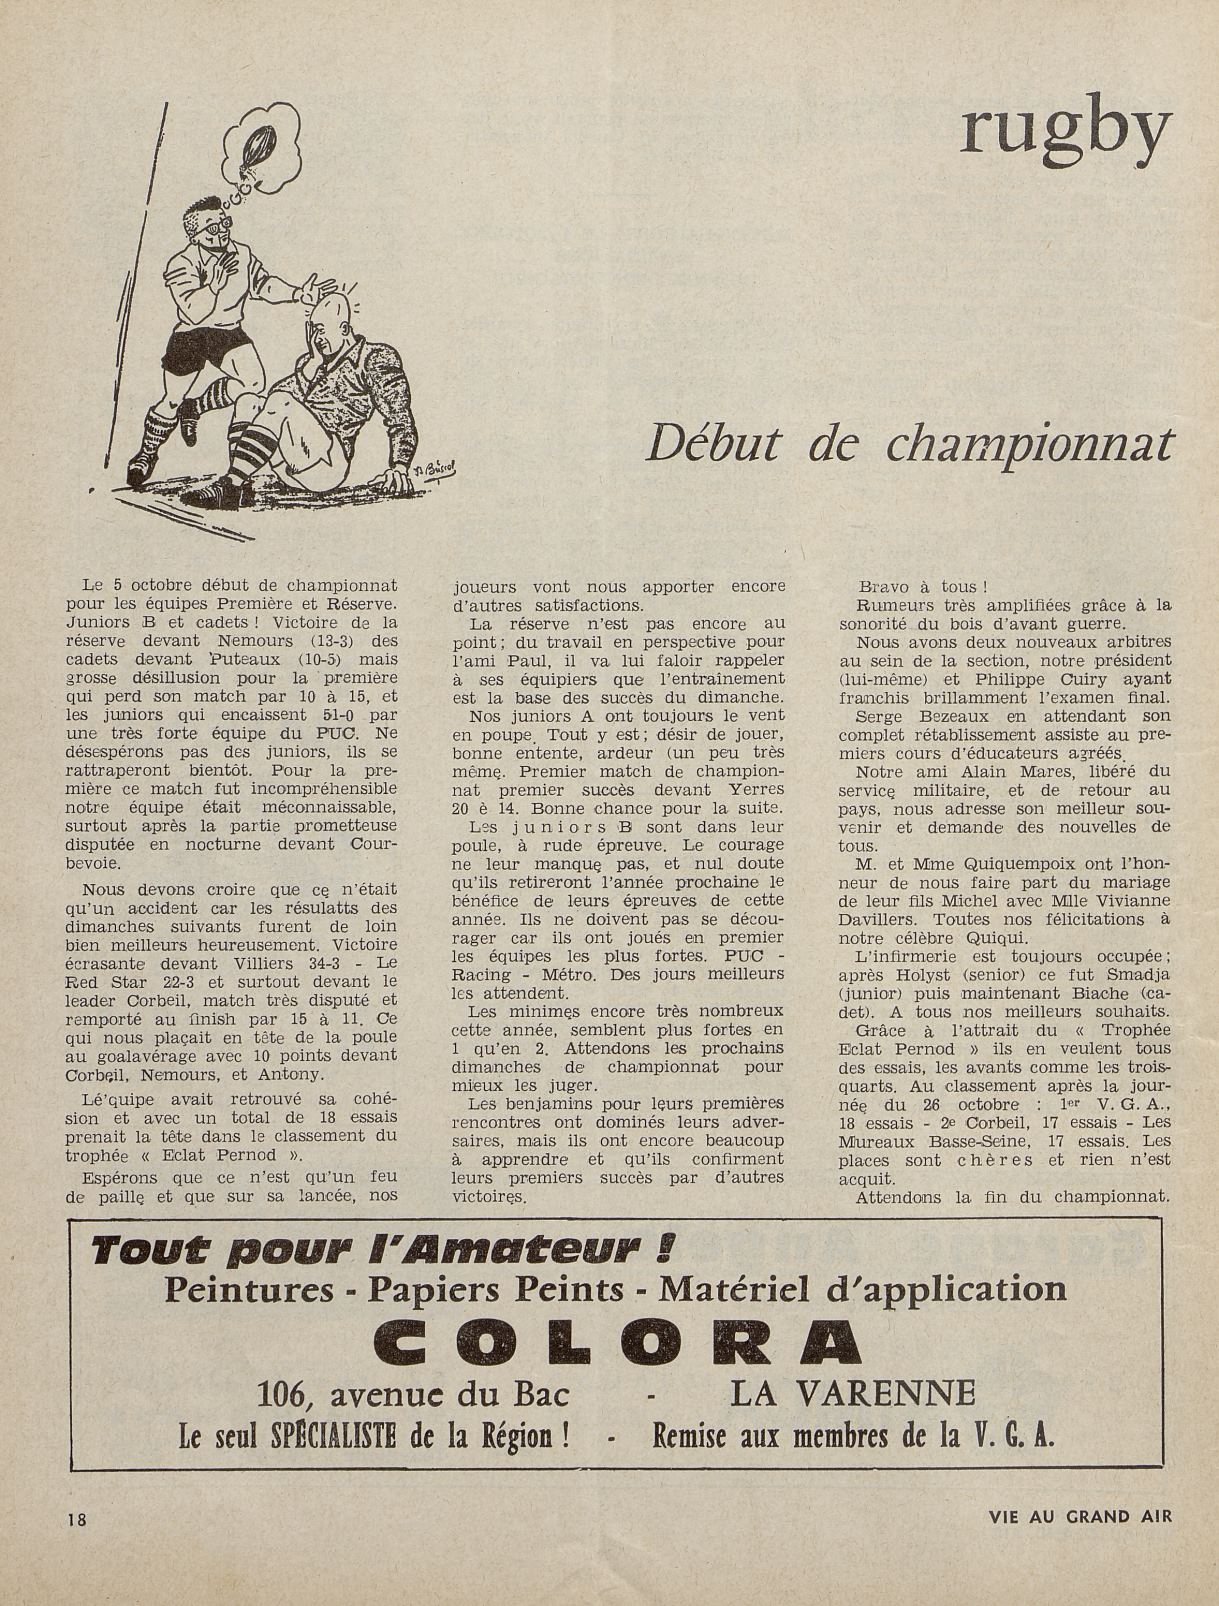 rugby
Début de championnat
Le 5 octobre début de championnat
pour les équipes Première et Réserve.
Juniors B et cadets ! Victoire de la
réserve devant Nemours (13-3) des
cadets devant Puteaux (10-5) mais
grosse désillusion pour la première
qui perd son match par 10 à 15, et
les juniors qui encaissent 51-0 par
une très forte équipe du PUC. Ne
désespérons pas des juniors, ils se
rattraperont bientôt. Pour la pre-
mière ce match fut incompréhensible
notre équipe était méconnaissable,
surtout après la partie prometteuse
disputée en nocturne devant Cour-
bevoie.
Nous devons croire que ce n'était
qu'un accident car les résulatts des
dimanches suivants furent de loin
bien meilleurs heureusement. Victoire
écrasante devant Villiers 34-3 - Le
Red Star 22-3 et surtout devant le
leader Corbeil, match très disputé et
remporté au finish par 15 à 11. Ce
qui nous plaçait en tête de la poule
au goalavérage avec 10 points devant
Corbeil, Nemours, et Antony.
Lé'quipe avait retrouvé sa cohé-
sion et avec un total de 18 essais
prenait la tête dans le classement du
trophée « Eclat Pernod ».
Espérons que ce n'est qu'un feu
de paille et que sur sa lancée, nos
joueurs vont nous apporter encore
d'autres satisfactions.
La réserve n'est pas encore au
point ; du travail en perspective pour
l'ami Paul, il va lui faloir rappeler
à ses équipiers que l'entrainement
est la base des succès du dimanche.
Nos juniors A ont toujours le vent
en poupe. Tout y est ; désir de jouer,
bonne entente, ardeur (un peu très
même. Premier match de champion-
nat premier succès devant Yerres
20 è 14. Bonne chance pour la suite.
Les juniors B sont dans leur
poule, à rude épreuve. Le courage
ne leur manque pas, et nul doute
qu'ils retireront l'année prochaine le
bénéfice de leurs épreuves de cette
année. Ils ne doivent pas se décou-
rager car ils ont joués en premier
les équipes les plus fortes. PUC -
Racing - Métro. Des jours meilleurs
les attendent.
Les minimes encore très nombreux
cette année, semblent plus fortes en
1 qu'en 2. Attendons les prochains
dimanches de championnat pour
mieux les juger.
Les benjamins pour leurs premières
rencontres ont dominés leurs adver-
saires, mais ils ont encore beaucoup
à apprendre et qu'ils confirment
leurs premiers succès par d'autres
victoires.
Bravo à tous !
Rumeurs très amplifiées grâce à la
sonorité du bois d'avant guerre.
Nous avons deux nouveaux arbitres
au sein de la section, notre président
(lui-même) et Philippe Cuiry ayant
franchis brillamment l'examen final.
Serge Bezeaux en attendant son
complet rétablissement assiste au pre-
miers cours d'éducateurs agréés.
Notre ami Alain Mares, libéré du
service militaire, et de retour au
pays, nous adresse son meilleur sou-
venir et demande des nouvelles de
tous.
M. et Mme Quiquempoix ont l'hon-
neur de nous faire part du mariage
de leur fils Michel avec Mlle Vivianne
Davillers. Toutes nos félicitations à
notre célèbre Quiqui.
L'infirmerie est toujours occupée ;
après Holyst (senior) ce fut Smadja
(junior) puis maintenant Biache (ca-
det). A tous nos meilleurs souhaits.
Grâce à l'attrait du « Trophée
Eclat Pernod » ils en veulent tous
des essais, les avants comme les trois-
quarts. Au classement après la jour-
née du 26 octobre : 1er V. G. A.,
18 essais - 2e Corbeil, 17 essais - Les
Mureaux Basse-Seine, 17 essais. Les
places sont chères et rien n'est
acquit.
Attendons la fin du championnat.
Tout pour l'Amateur !
Peintures - Papiers Peints - Matériel d'application
COLORA
106, avenue du Bac - LA VARENNE
Le seul SPÉCIALISTE de la Région ! - Remise aux membres de la V. G. A.
18
VIE AU GRAND AIR